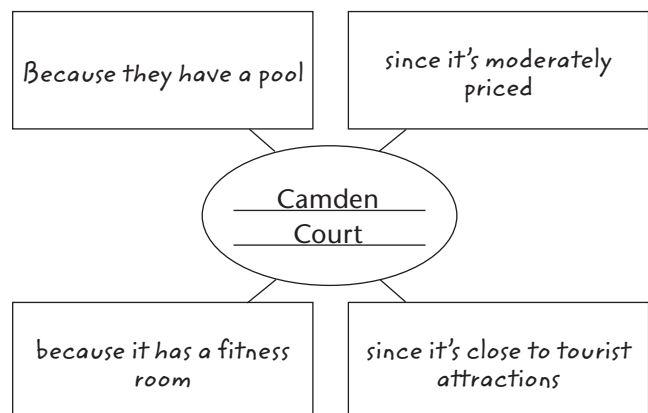 Because they have a pool
since it's moderately
priced
Camden
Court
because it has a fitness
room
since it's close to tourist
attractions